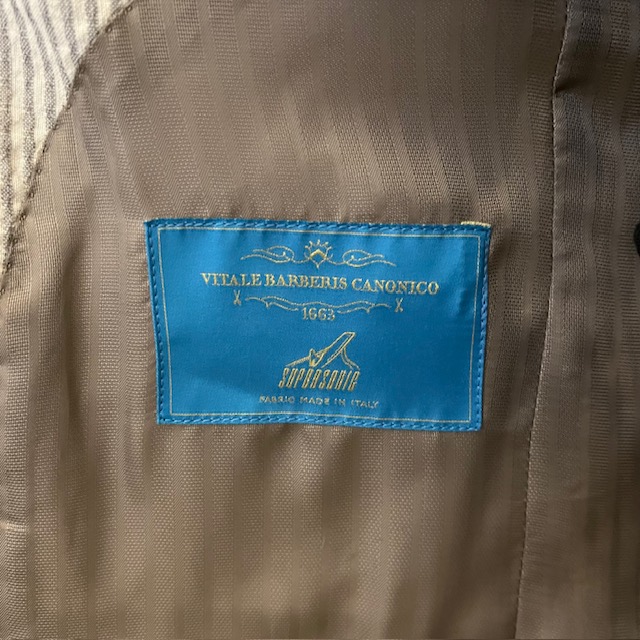 VITALE BARBERIS CANONICO
1663
SUPERSONIC
FABRIC MADE IN ITALY